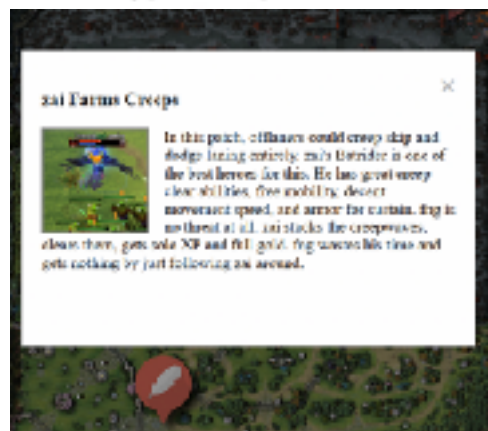 zai Farms Creeps
×
In this patch, offlaners could creep skip and
dodge laning entirely. zai's Batrider is one of
the best heroes for this. He has great creep
clear abilities, free mobility, decent
movement speed, and armor for sustain. fng is
no threat at all. zai stacks the creepwaves,
clears them, gets solo XP and full gold. fng wastes his time and
gets nothing by just following zai around.